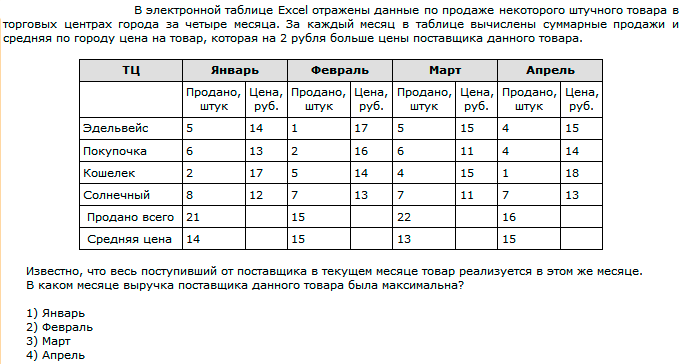 В электронной таблице Excel отражены данные по продаже некоторого штучного товара в
торговых центрах города за четыре месяца. За каждый месяц в таблице вычислены суммарные продажи и
средняя по городу цена на товар, которая на 2 рубля больше цены поставщика данного товара.
ТЦ Январь Февраль Март Апрель
Продано, штук Цена, руб. Продано, штук Цена, руб. Продано, штук Цена, руб. Продано, штук Цена, руб.
Эдельвейс 5 14 1 17 5 15 4 15
Покупочка 6 13 2 16 6 11 4 14
Кошелек 2 17 5 14 4 15 1 18
Солнечный 8 12 7 13 7 11 7 13
Продано всего 21 15 22 16
Средняя цена 14 15 13 15
Известно, что весь поступивший от поставщика в текущем месяце товар реализуется в этом же месяце.
В каком месяце выручка поставщика данного товара была максимальна?
1) Январь
2) Февраль
3) Март
4) Апрель